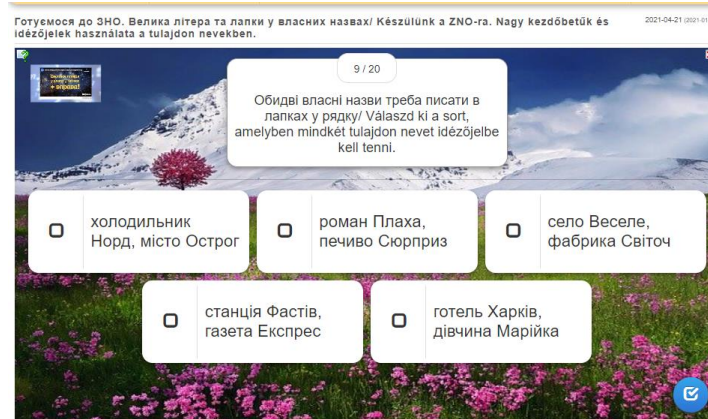 Готуємося до ЗНО. Велика літера та лапки у власних назвах/ Készülünk a ZNO-ra. Nagy kezdőbetűk és
idézőjelek használata a tulajdon nevekben.
2021-04-21
9 / 20
Обидві власні назви треба писати в
лапках у рядку/ Válaszd ki a sort,
amelyben mindkét tulajdon nevet idézőjelbe
kell tenni.
холодильник
Норд, місто Острог
роман Плаха,
печиво Сюрприз
село Веселе,
фабрика Світоч
станція Фастів,
газета Експрес
готель Харків,
дівчина Марійка